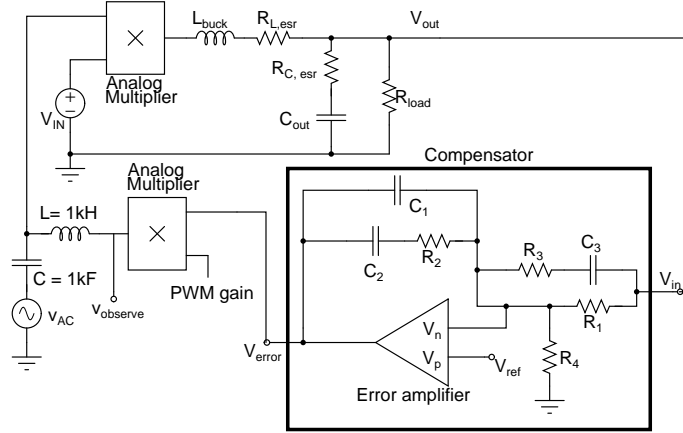 L_buck
R_L,esr
V_out
R_C, esr
Analog
Multiplier
V_IN
C_out
R_load
Analog
Multiplier
Compensator
L= 1kH
C_1
C_2
R_2
R_3
C_3
C = 1kF
PWM gain
V_in
v_observe
v_AC
R_1
V_n
V_error
V_p
V_ref
R_4
Error amplifier